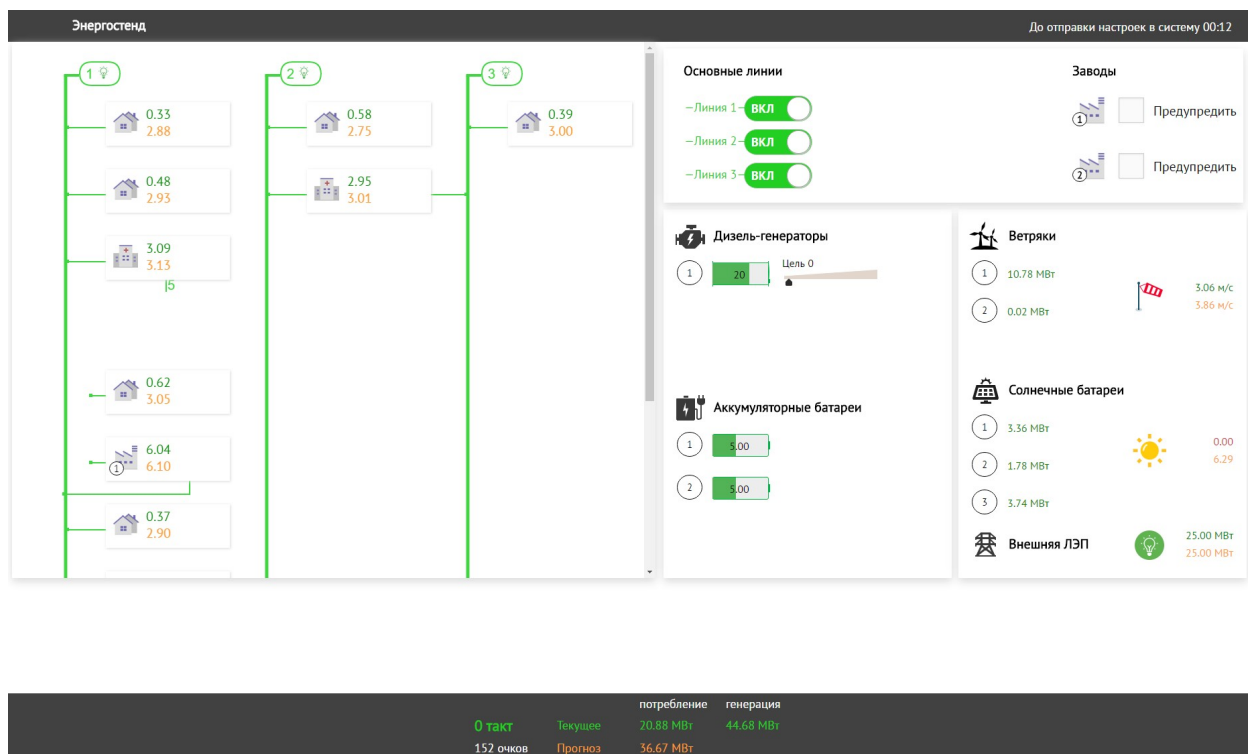 Энергостенд
До отправки настроек в систему 00:12
1
0.33
2.88
0.48
2.93
3.09
3.13
|5
0.62
3.05
1
6.04
6.10
0.37
2.90
2
0.58
2.75
2.95
3.01
3
0.39
3.00
Основные линии
Линия 1 ВКЛ
Линия 2 ВКЛ
Линия 3 ВКЛ
Заводы
1 Предупредить
2 Предупредить
Дизель-генераторы
1 20 Цель 0
Аккумуляторные батареи
1 5.00
2 5.00
Ветряки
1 10.78 МВт
2 0.02 МВт
3.06 м/с
3.86 м/с
Солнечные батареи
1 3.36 МВт
2 1.78 МВт
3 3.74 МВт
0.00
6.29
Внешняя ЛЭП
25.00 МВт
25.00 МВт
потребление генерация
0 такт Текущее 20.88 МВт 44.68 МВт
152 очков Прогноз 36.67 МВт